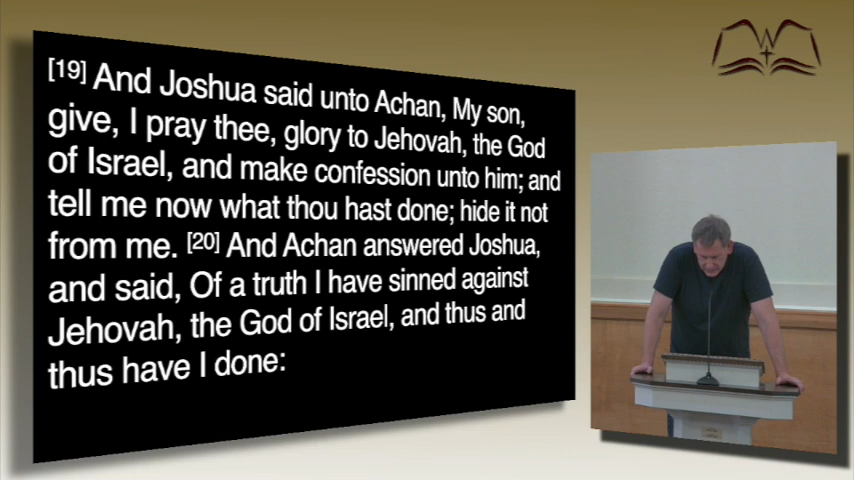 [19] And Joshua said unto Achan, My son,
give, I pray thee, glory to Jehovah, the God
of Israel, and make confession unto him; and
tell me now what thou hast done; hide it not
from me. [20] And Achan answered Joshua,
and said, Of a truth I have sinned against
Jehovah, the God of Israel, and thus and
thus have I done:
W